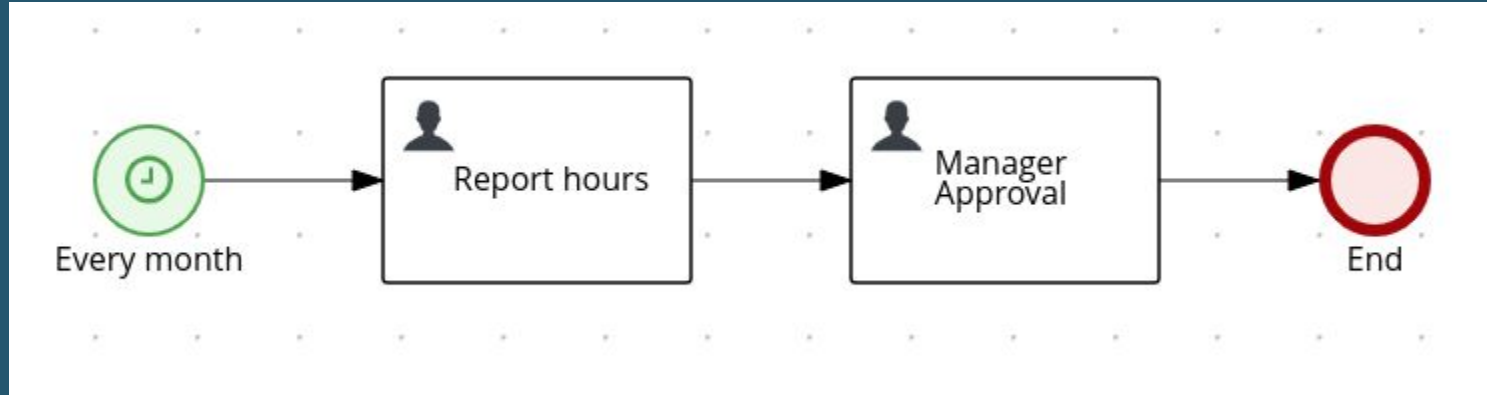 Every month
Report hours
Manager
Approval
End